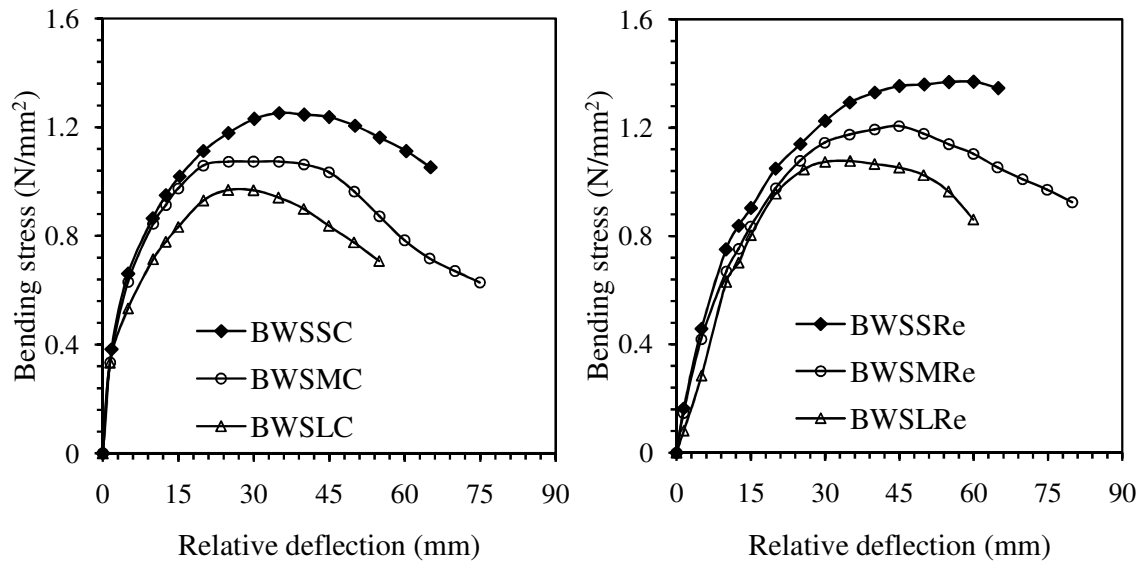 1.6
1.2
0.8
0.4
0
Bending stress (N/mm²)
BWSSC
BWSMC
BWSLC
0 15 30 45 60 75 90
Relative deflection (mm)
1.6
1.2
0.8
0.4
0
Bending stress (N/mm²)
BWSSRe
BWSMRe
BWSLRe
0 15 30 45 60 75 90
Relative deflection (mm)